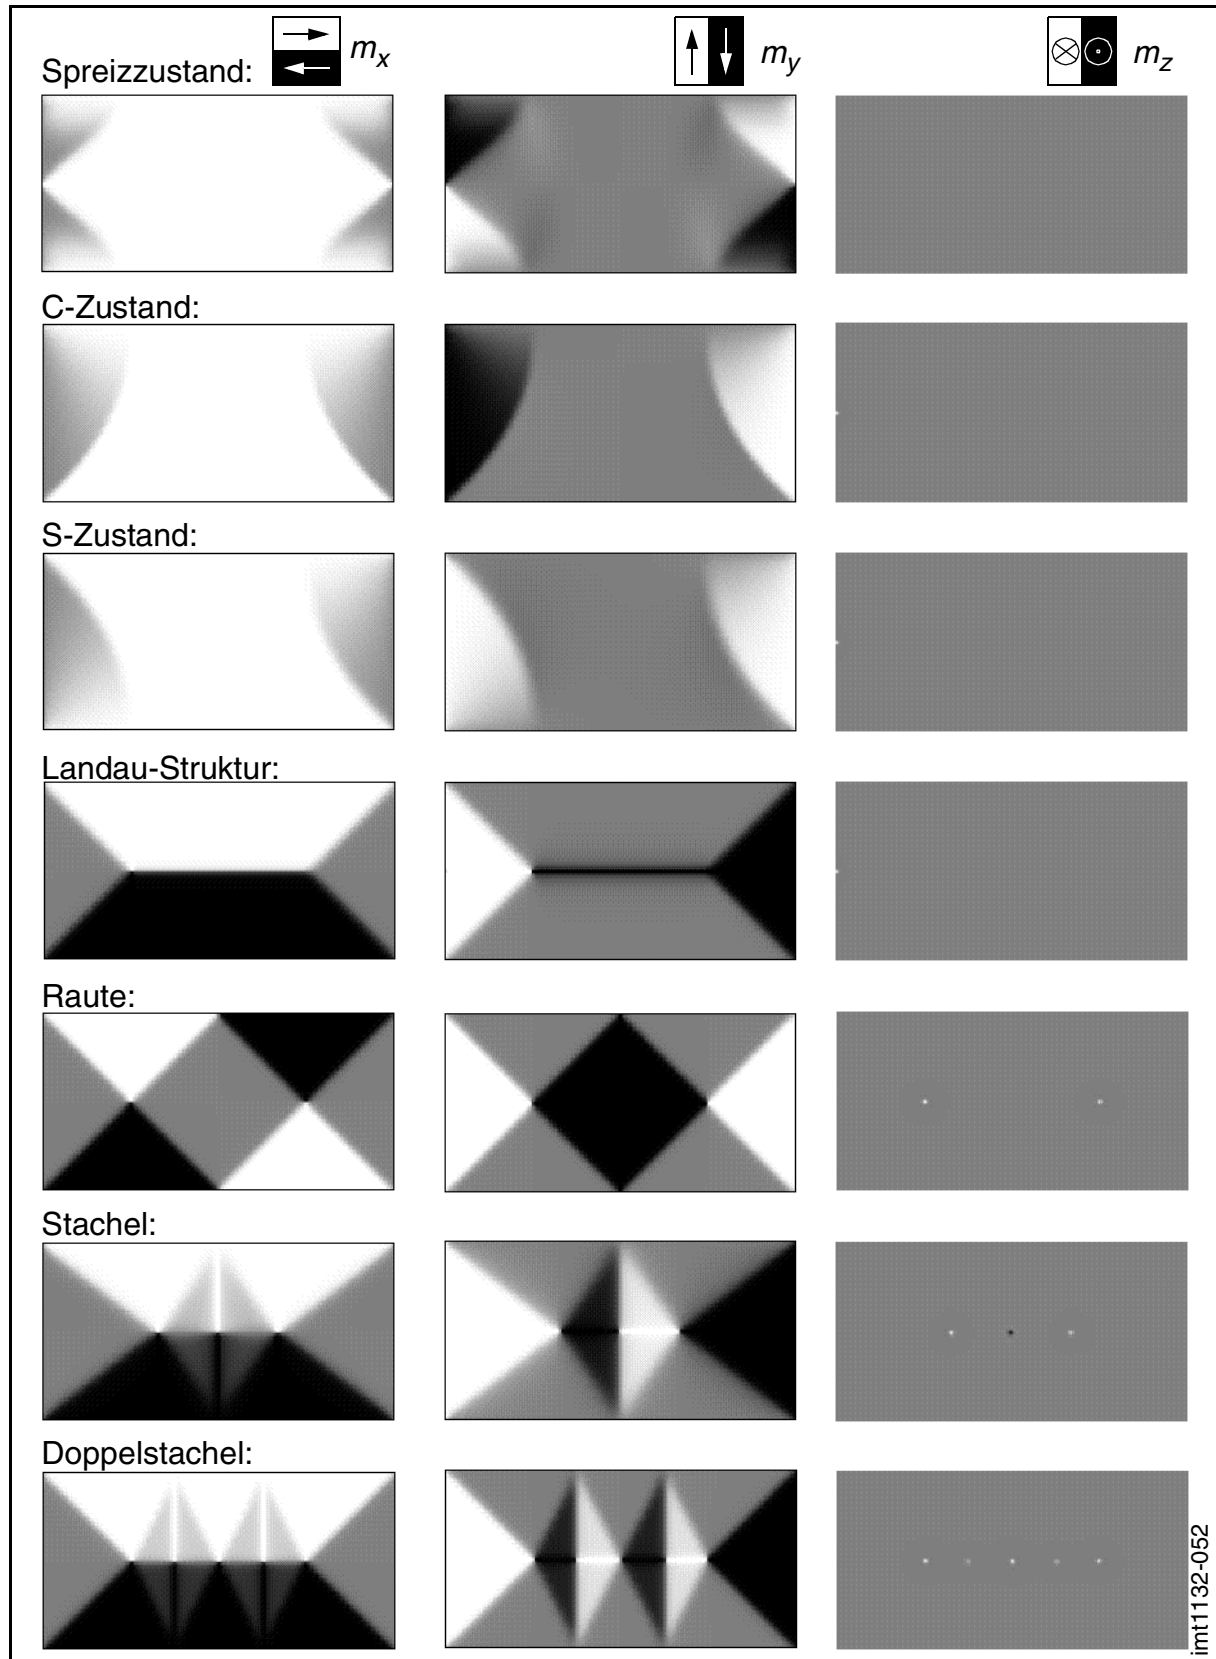 Spreizzustand: m_x m_y m_z
C-Zustand:
S-Zustand:
Landau-Struktur:
Raute:
Stachel:
Doppelstachel:
imt1132-052